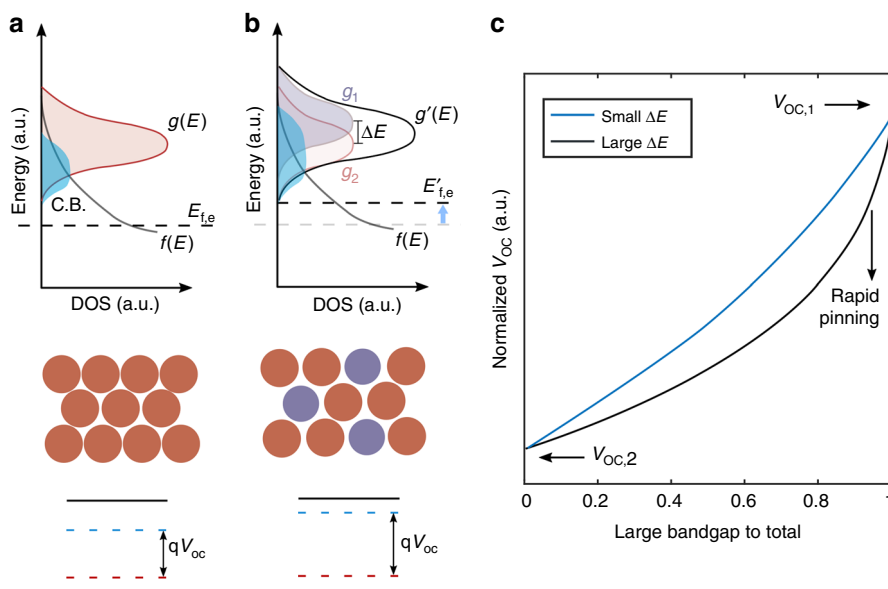 a
Energy (a.u.)
g(E)
C.B.
E_f,e
f(E)
DOS (a.u.)
qV_oc
b
Energy (a.u.)
g_1
g′(E)
ΔE
g_2
E′_f,e
f(E)
DOS (a.u.)
qV_oc
c
Normalized V_OC (a.u.)
Small ΔE
Large ΔE
V_OC,1
Rapid
pinning
V_OC,2
0 0.2 0.4 0.6 0.8
Large bandgap to total